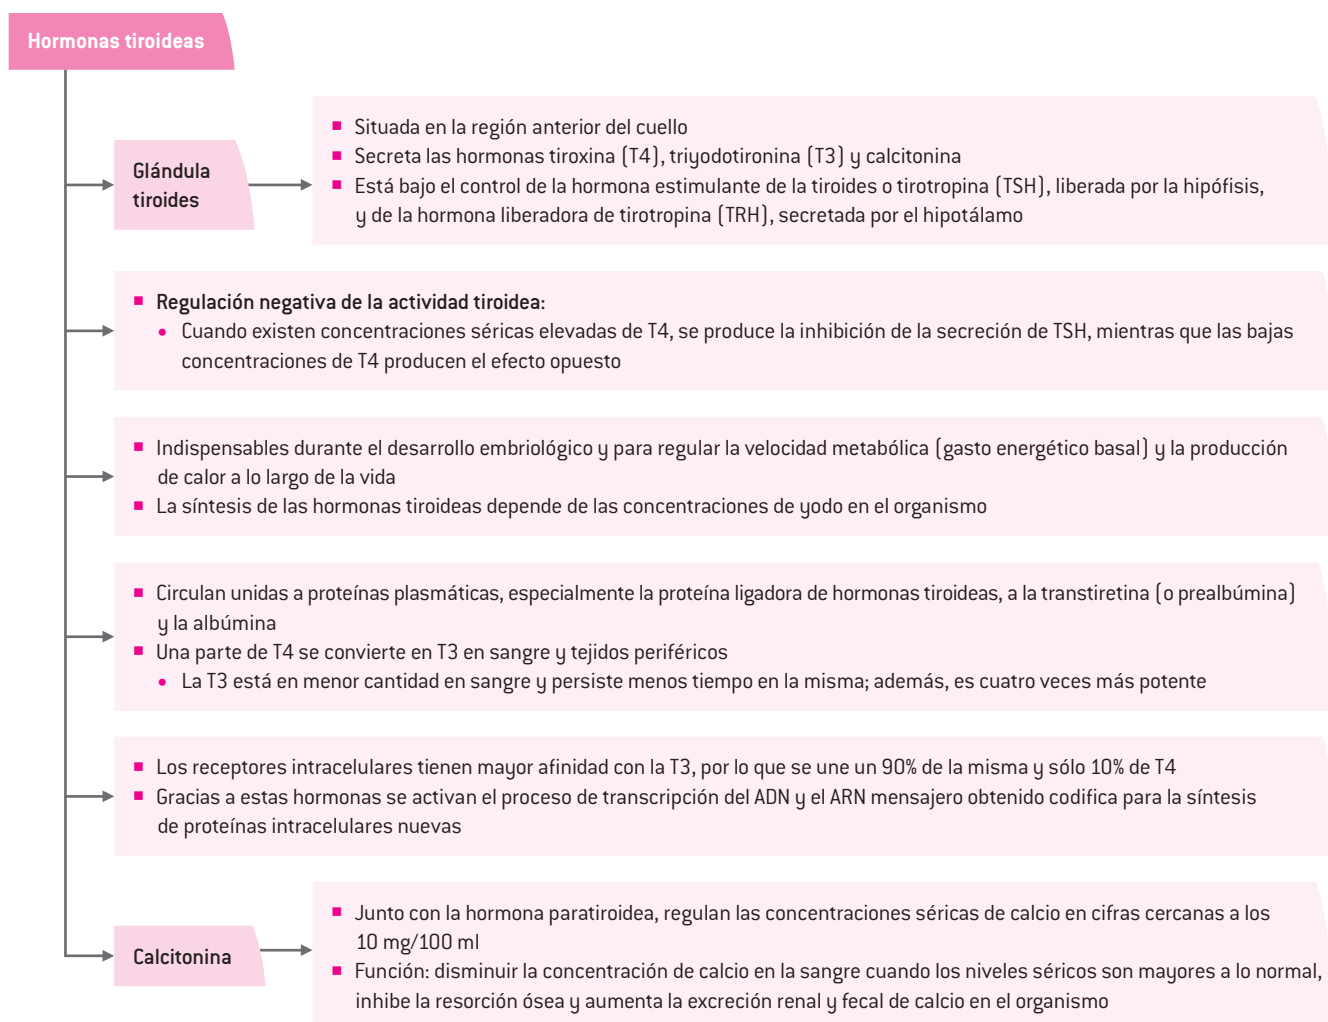 Hormonas tiroideas
Glándula
tiroides
■ Situada en la región anterior del cuello
■ Secreta las hormonas tiroxina (T4), triyodotironina (T3) y calcitonina
■ Está bajo el control de la hormona estimulante de la tiroides o tirotropina (TSH), liberada por la hipófisis,
y de la hormona liberadora de tirotropina (TRH), secretada por el hipotálamo
■ Regulación negativa de la actividad tiroidea:
• Cuando existen concentraciones séricas elevadas de T4, se produce la inhibición de la secreción de TSH, mientras que las bajas
concentraciones de T4 producen el efecto opuesto
■ Indispensables durante el desarrollo embriológico y para regular la velocidad metabólica (gasto energético basal) y la producción
de calor a lo largo de la vida
■ La síntesis de las hormonas tiroideas depende de las concentraciones de yodo en el organismo
■ Circulan unidas a proteínas plasmáticas, especialmente la proteína ligadora de hormonas tiroideas, a la transtiretina (o prealbúmina)
y la albúmina
■ Una parte de T4 se convierte en T3 en sangre y tejidos periféricos
• La T3 está en menor cantidad en sangre y persiste menos tiempo en la misma; además, es cuatro veces más potente
■ Los receptores intracelulares tienen mayor afinidad con la T3, por lo que se une un 90% de la misma y sólo 10% de T4
■ Gracias a estas hormonas se activan el proceso de transcripción del ADN y el ARN mensajero obtenido codifica para la síntesis
de proteínas intracelulares nuevas
Calcitonina
■ Junto con la hormona paratiroidea, regulan las concentraciones séricas de calcio en cifras cercanas a los
10 mg/100 ml
■ Función: disminuir la concentración de calcio en la sangre cuando los niveles séricos son mayores a lo normal,
inhibe la resorción ósea y aumenta la excreción renal y fecal de calcio en el organismo